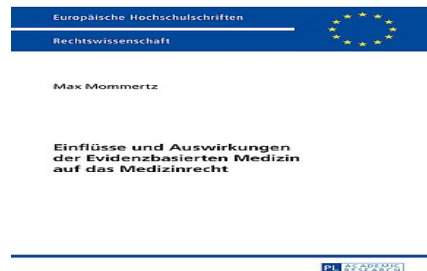 Europäische Hochschulschriften
Rechtswissenschaft
Max Mommertz
Einflüsse und Auswirkungen
der Evidenzbasierten Medizin
auf das Medizinrecht
PL ACADEMIC
RESEARCH